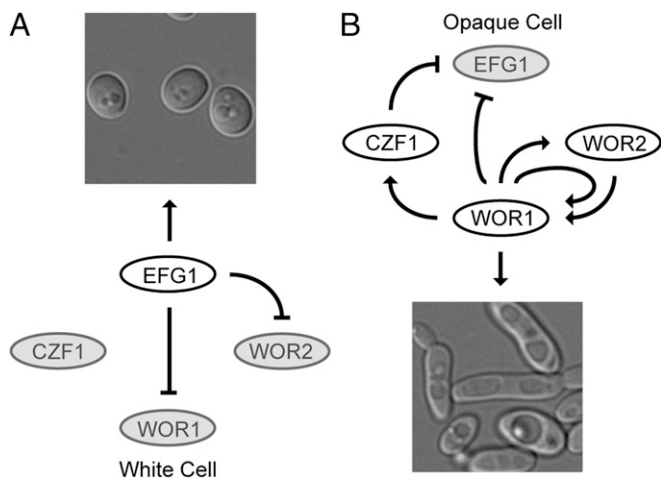 A
EFG1
CZF1
WOR2
WOR1
White Cell
B
Opaque Cell
EFG1
CZF1
WOR2
WOR1